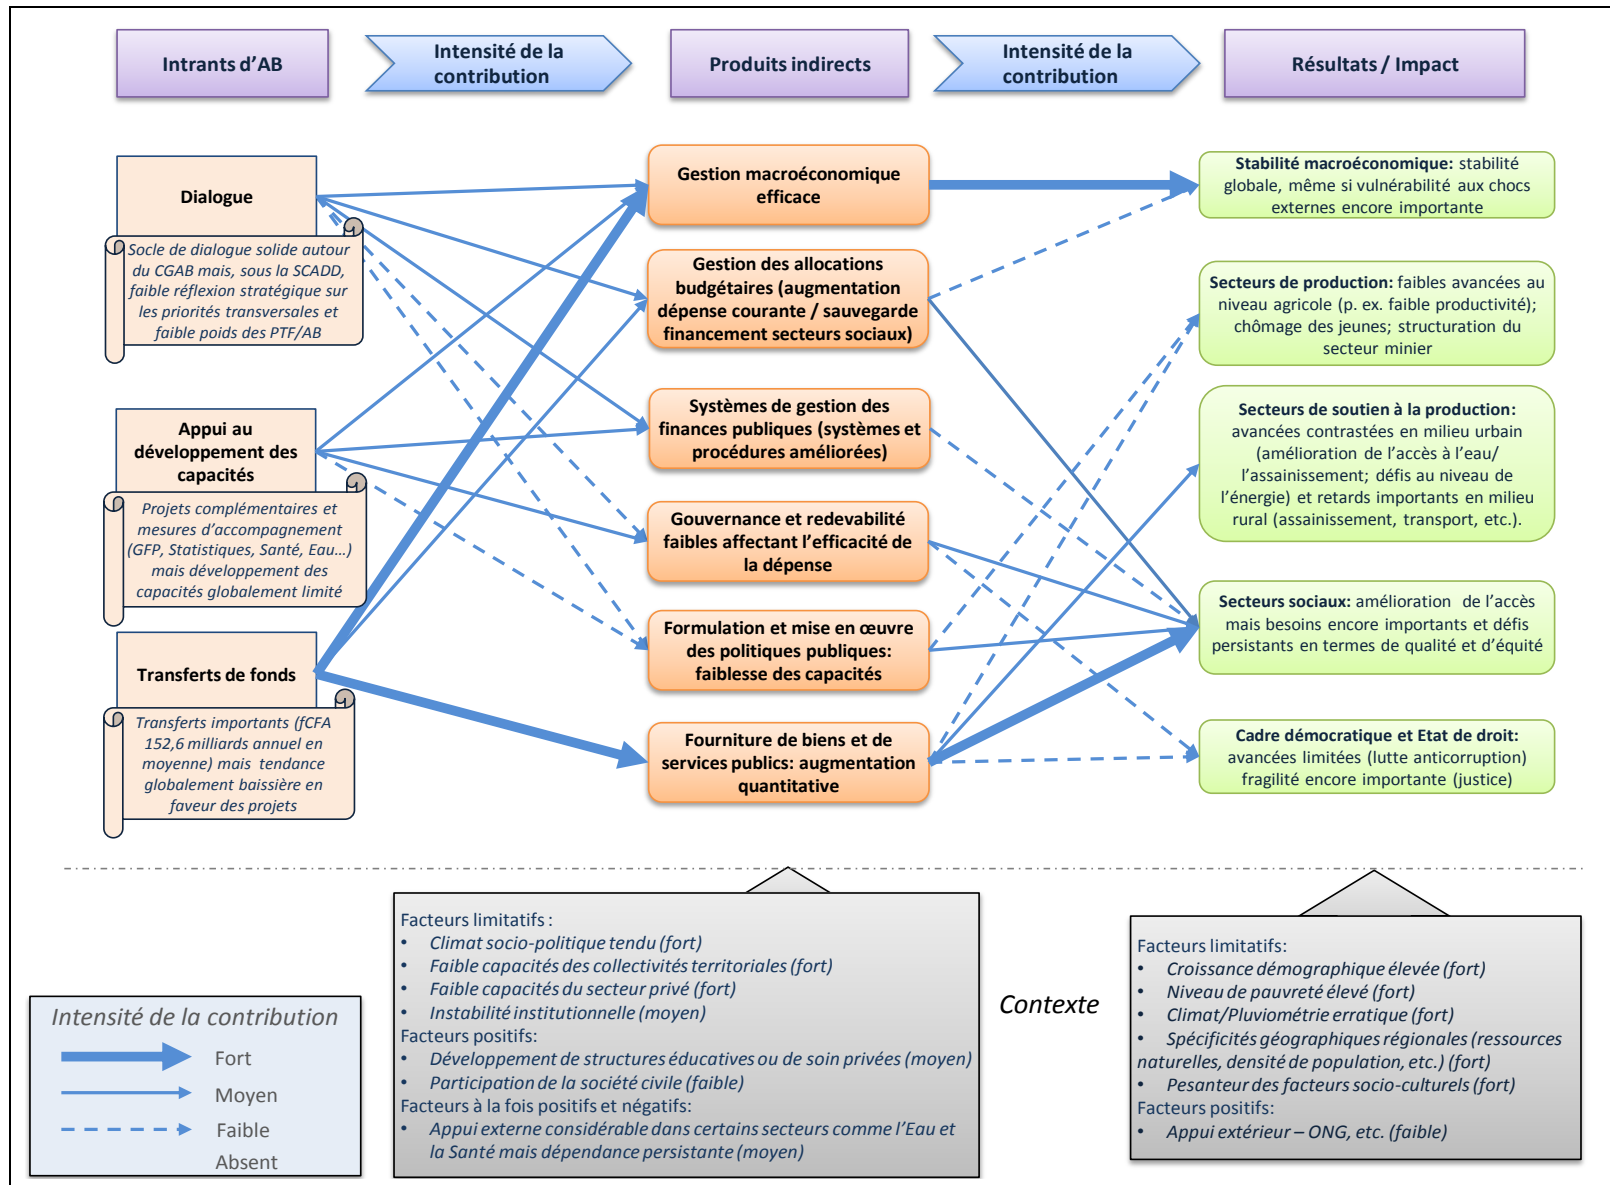 Intrants d'AB
Intensité de la
contribution
Produits indirects
Intensité de la
contribution
Résultats / Impact
Dialogue
Socle de dialogue solide autour
du CGAB mais, sous la SCADD,
faible réflexion stratégique sur
les priorités transversales et
faible poids des PTF/AB
Appui au
développement des
capacités
Projets complémentaires et
mesures d'accompagnement
(GFP, Statistiques, Santé, Eau...)
mais développement des
capacités globalement limité
Transferts de fonds
Transferts importants (fCFA
152,6 milliards annuel en
moyenne) mais tendance
globalement baissière en
faveur des projets
Gestion macroéconomique
efficace
Gestion des allocations
budgétaires (augmentation
dépense courante / sauvegarde
financement secteurs sociaux)
Systèmes de gestion des
finances publiques (systèmes et
procédures améliorées)
Gouvernance et redevabilité
faibles affectant l'efficacité de
la dépense
Formulation et mise en œuvre
des politiques publiques:
faiblesse des capacités
Fourniture de biens et de
services publics: augmentation
quantitative
Stabilité macroéconomique: stabilité
globale, même si vulnérabilité aux chocs
externes encore importante
Secteurs de production: faibles avancées au
niveau agricole (p. ex. faible productivité);
chômage des jeunes; structuration du
secteur minier
Secteurs de soutien à la production:
avancées contrastées en milieu urbain
(amélioration de l'accès à l'eau/
l'assainissement; défis au niveau de
l'énergie) et retards importants en milieu
rural (assainissement, transport, etc.).
Secteurs sociaux: amélioration de l'accès
mais besoins encore importants et défis
persistants en termes de qualité et d'équité
Cadre démocratique et Etat de droit:
avancées limitées (lutte anticorruption)
fragilité encore importante (justice)
Intensité de la contribution
Fort
Moyen
Faible
Absent
Facteurs limitatifs :
• Climat socio-politique tendu (fort)
• Faible capacités des collectivités territoriales (fort)
• Faible capacités du secteur privé (fort)
• Instabilité institutionnelle (moyen)
Facteurs positifs:
• Développement de structures éducatives ou de soin privées (moyen)
• Participation de la société civile (faible)
Facteurs à la fois positifs et négatifs:
• Appui externe considérable dans certains secteurs comme l'Eau et
la Santé mais dépendance persistante (moyen)
Contexte
Facteurs limitatifs:
• Croissance démographique élevée (fort)
• Niveau de pauvreté élevé (fort)
• Climat/Pluviométrie erratique (fort)
• Spécificités géographiques régionales (ressources
naturelles, densité de population, etc.) (fort)
• Pesanteur des facteurs socio-culturels (fort)
Facteurs positifs:
• Appui extérieur – ONG, etc. (faible)